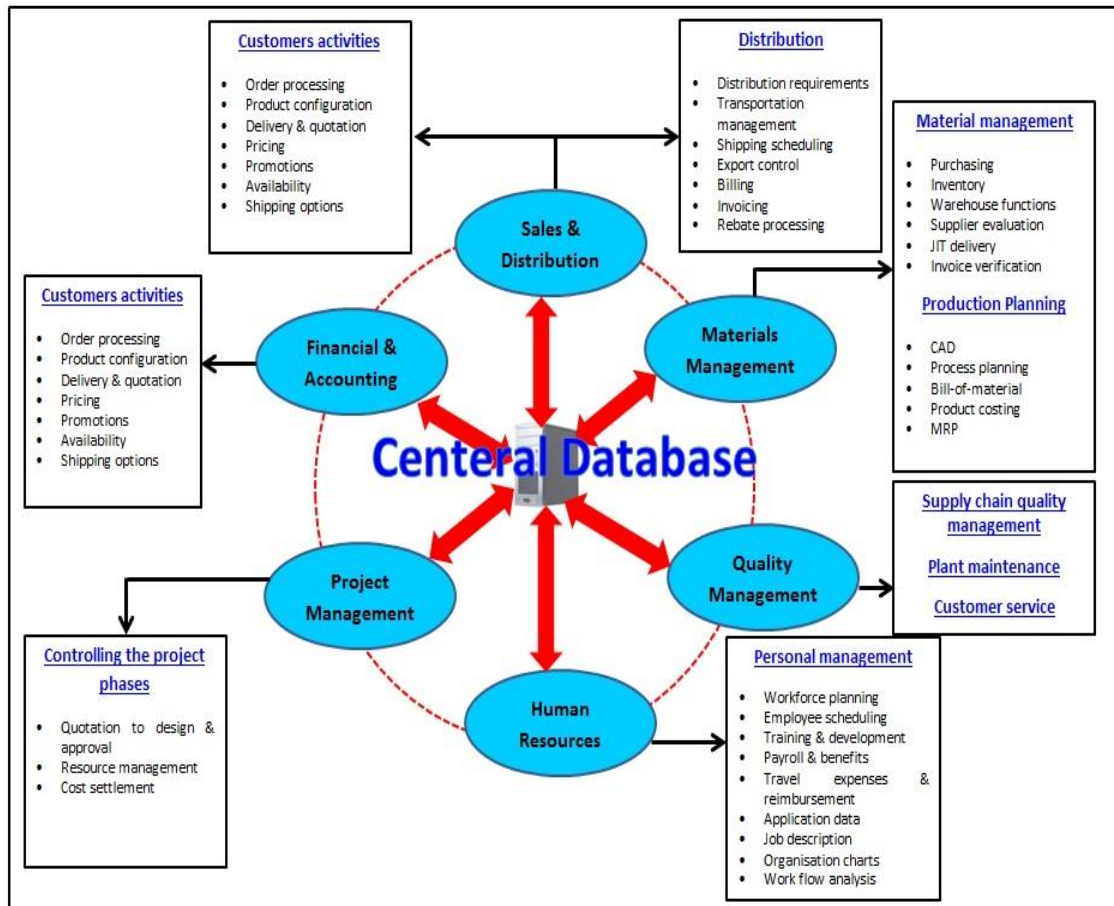 Customers activities
• Order processing
• Product configuration
• Delivery & quotation
• Pricing
• Promotions
• Availability
• Shipping options
Distribution
• Distribution requirements
• Transportation
management
• Shipping scheduling
• Export control
• Billing
• Invoicing
• Rebate processing
Material management
• Purchasing
• Inventory
• Warehouse functions
• Supplier evaluation
• JIT delivery
• Invoice verification
Production Planning
• CAD
• Process planning
• Bill-of-material
• Product costing
• MRP
Sales &
Distribution
Customers activities
• Order processing
• Product configuration
• Delivery & quotation
• Pricing
• Promotions
• Availability
• Shipping options
Financial &
Accounting
Materials
Management
Centeral Database
Supply chain quality
management
Plant maintenance
Customer service
Project
Management
Quality
Management
Controlling the project
phases
• Quotation to design &
approval
• Resource management
• Cost settlement
Human
Resources
Personal management
• Workforce planning
• Employee scheduling
• Training & development
• Payroll & benefits
• Travel expenses &
reimbursement
• Application data
• Job description
• Organisation charts
• Work flow analysis